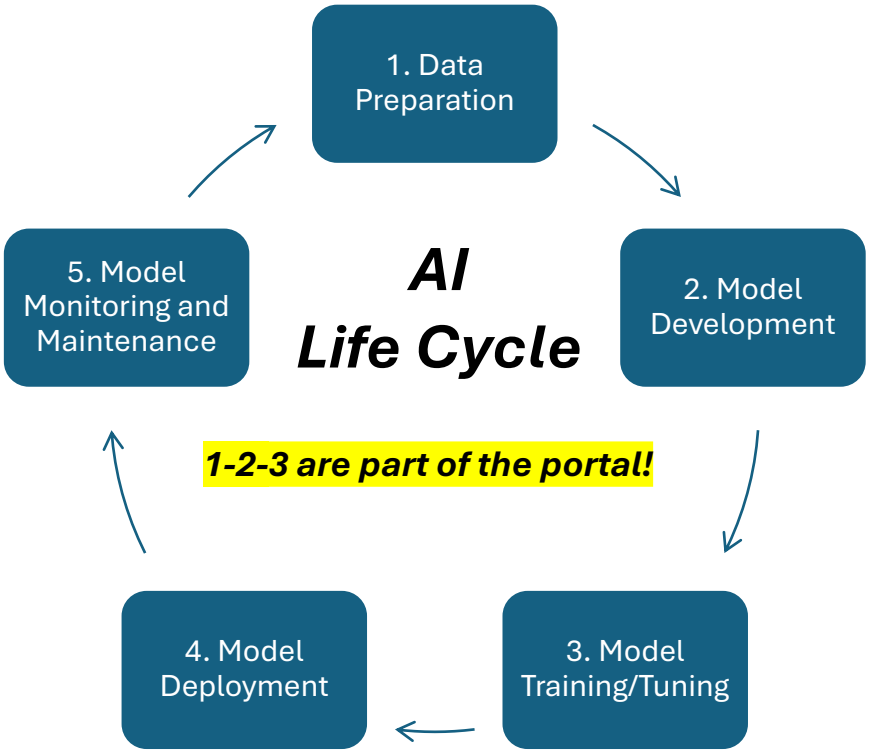 1. Data
Preparation
2. Model
Development
3. Model
Training/Tuning
4. Model
Deployment
5. Model
Monitoring and
Maintenance
AI
Life Cycle
1-2-3 are part of the portal!